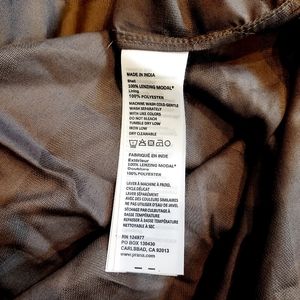 MADE IN INDIA
Shell
100% LENZING MODAL®
Lining
100% POLYESTER
MACHINE WASH COLD-GENTLE
WASH SEPARATELY
WITH LIKE COLORS
DO NOT BLEACH
TUMBLE DRY LOW
IRON LOW
DRY CLEANABLE
FABRIQUÉ EN INDE
Extérieur
100% LENZING MODAL®
Doublure
100% POLYESTER
LAVER À MACHINE À FROID,
CYCLE DÉLICAT
LAVER SÉPARÉMENT
AVEC DES COULEURS SIMILAIRES
NE PAS UTILISER D'EAU DE JAVEL
SÉCHAGE PAR CULBUTAGE À
BASSE TEMPÉRATURE
REPASSER À BASSE TEMPÉRATURE
NETTOYABLE À SEC
RN 124977
PO BOX 130430
CARLSBAD, CA 92013
www.prana.com